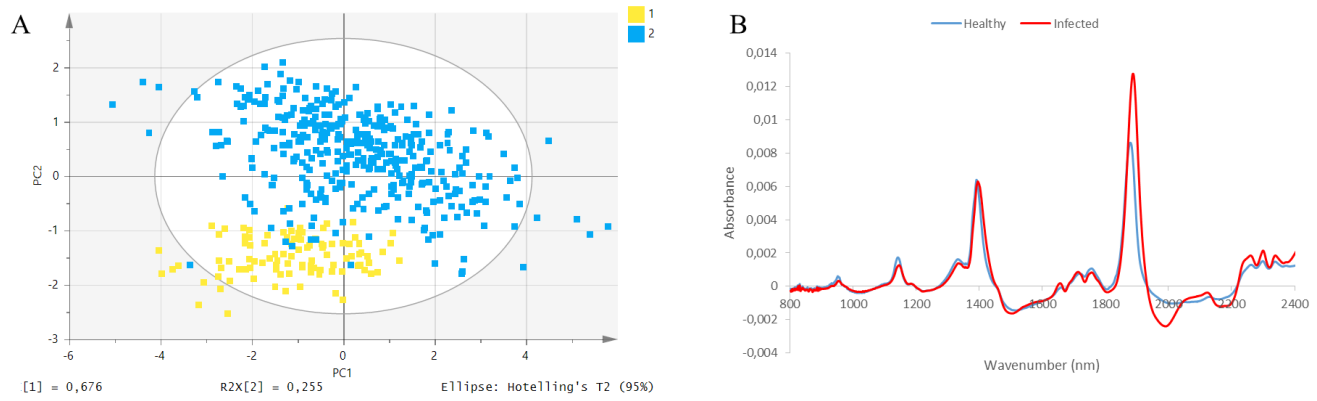 A
1
2
2
1
0
-1
-2
-3
PC2
-6
-4
-2
0
2
4
PC1
[1] = 0,676 R2X[2] = 0,255 Ellipse: Hotelling's T2 (95%)
B
Healthy Infected
0,014
0,012
0,01
0,008
0,006
0,004
0,002
0
-0,002
-0,004
Absorbance
800 1000 1200 1400 1600 1800 2000 2200 2400
Wavenumber (nm)